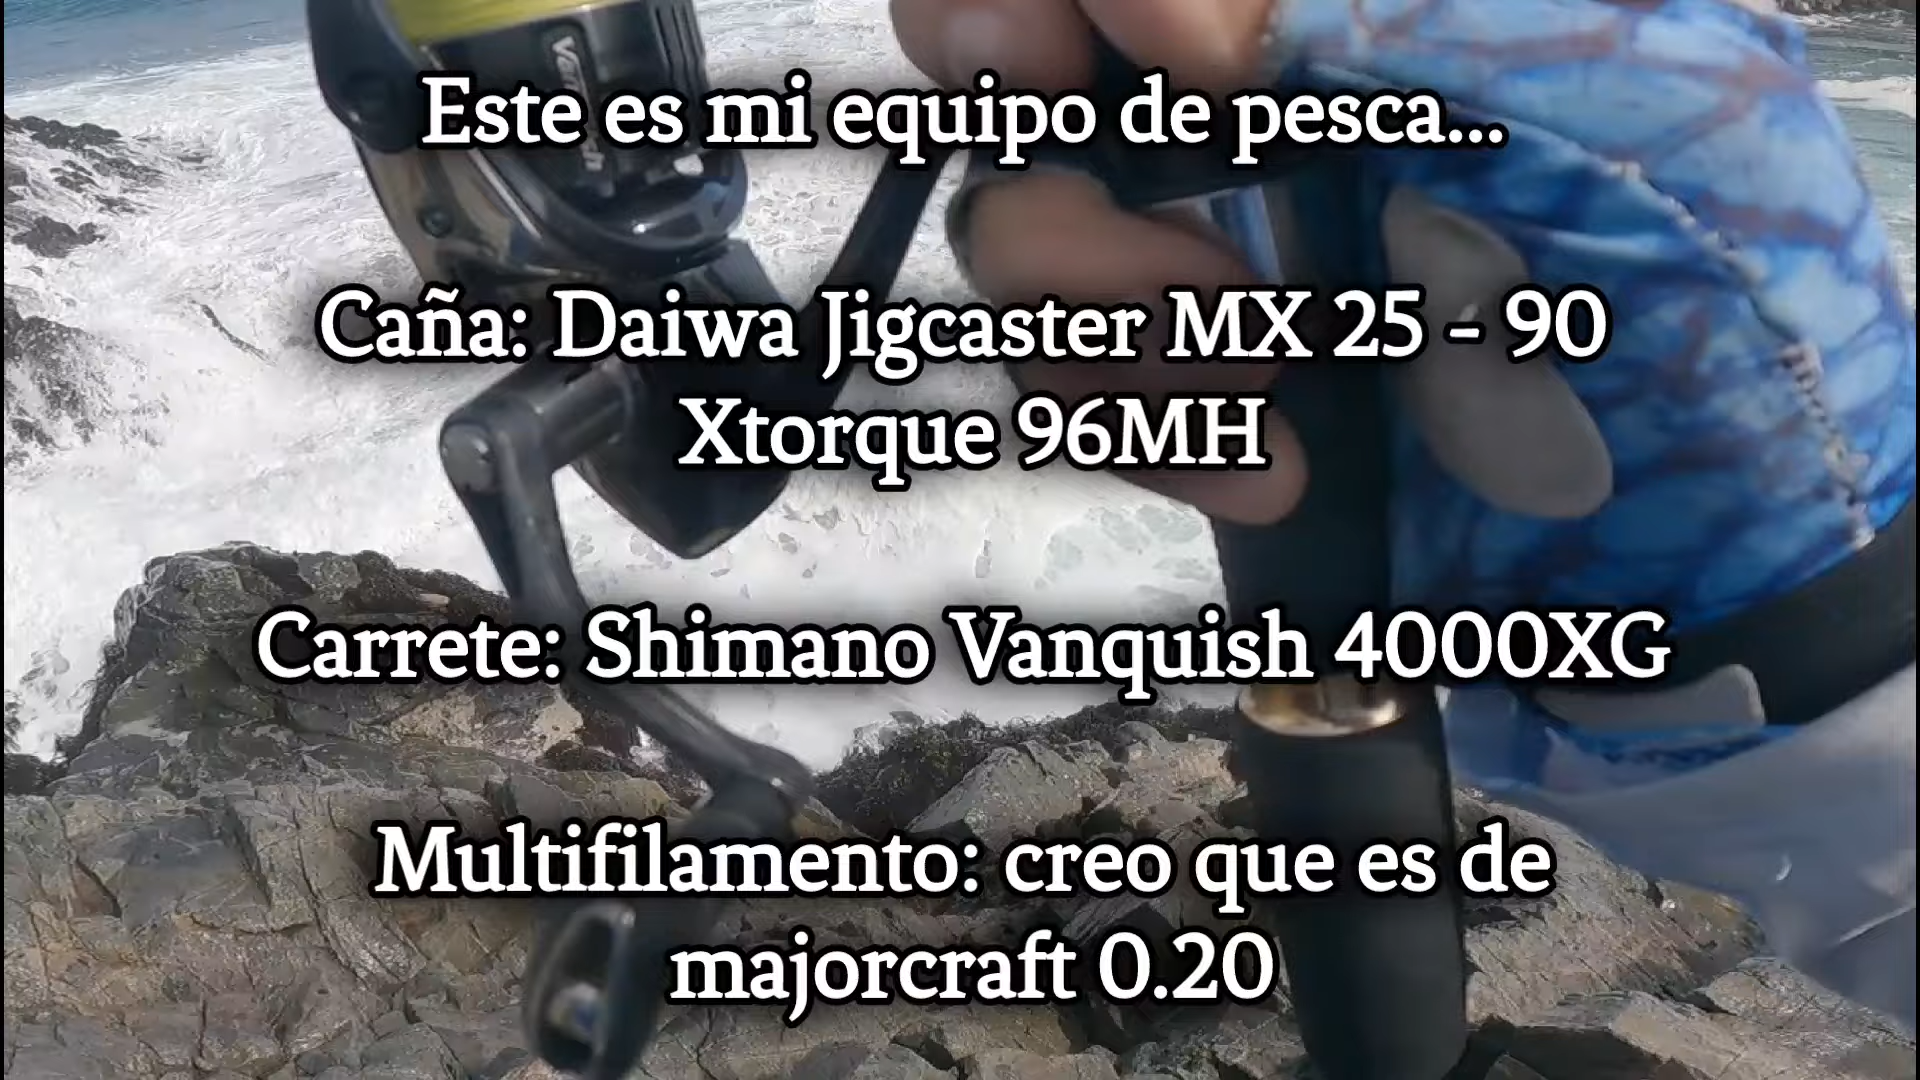 Este es mi equipo de pesca...
Caña: Daiwa Jigcaster MX 25 - 90
Xtorque 96MH
Carrete: Shimano Vanquish 4000XG
Multifilamento: creo que es de
majorcraft 0.20